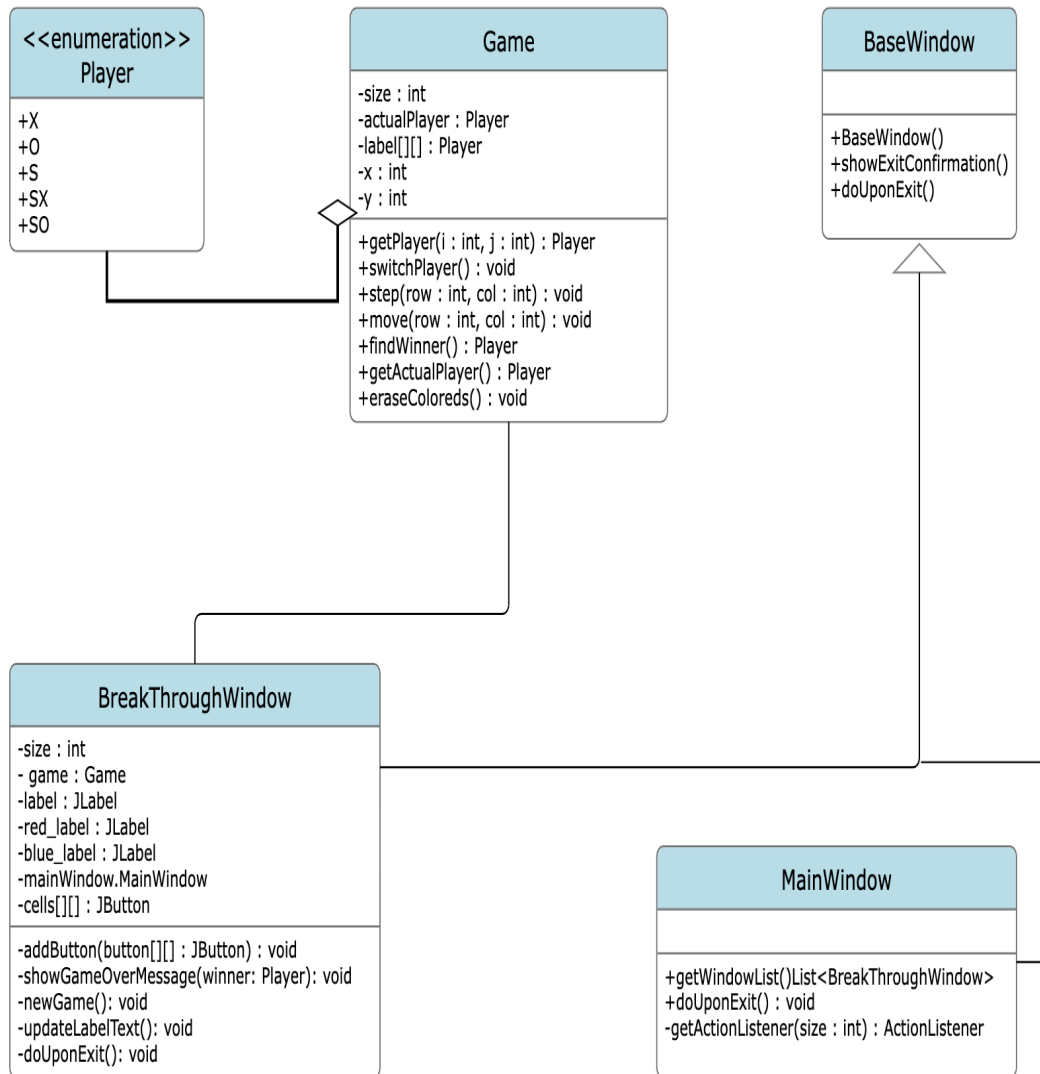 <<enumeration>>
Player
+X
+O
+S
+SX
+SO
Game
-size : int
-actualPlayer : Player
-label[][] : Player
-x : int
-y : int
+getPlayer(i : int, j : int) : Player
+switchPlayer() : void
+step(row : int, col : int) : void
+move(row : int, col : int) : void
+findWinner() : Player
+getActualPlayer() : Player
+eraseColoreds() : void
BaseWindow
+BaseWindow()
+showExitConfirmation()
+doUponExit()
BreakThroughWindow
-size : int
- game : Game
-label : JLabel
-red_label : JLabel
-blue_label : JLabel
-mainWindow.MainWindow
-cells[][] : JButton
-addButton(button[][] : JButton) : void
-showGameOverMessage(winner: Player): void
-newGame(): void
-updateLabelText(): void
-doUponExit(): void
MainWindow
+getWindowList()List<BreakThroughWindow>
+doUponExit() : void
-getActionListener(size : int) : ActionListener